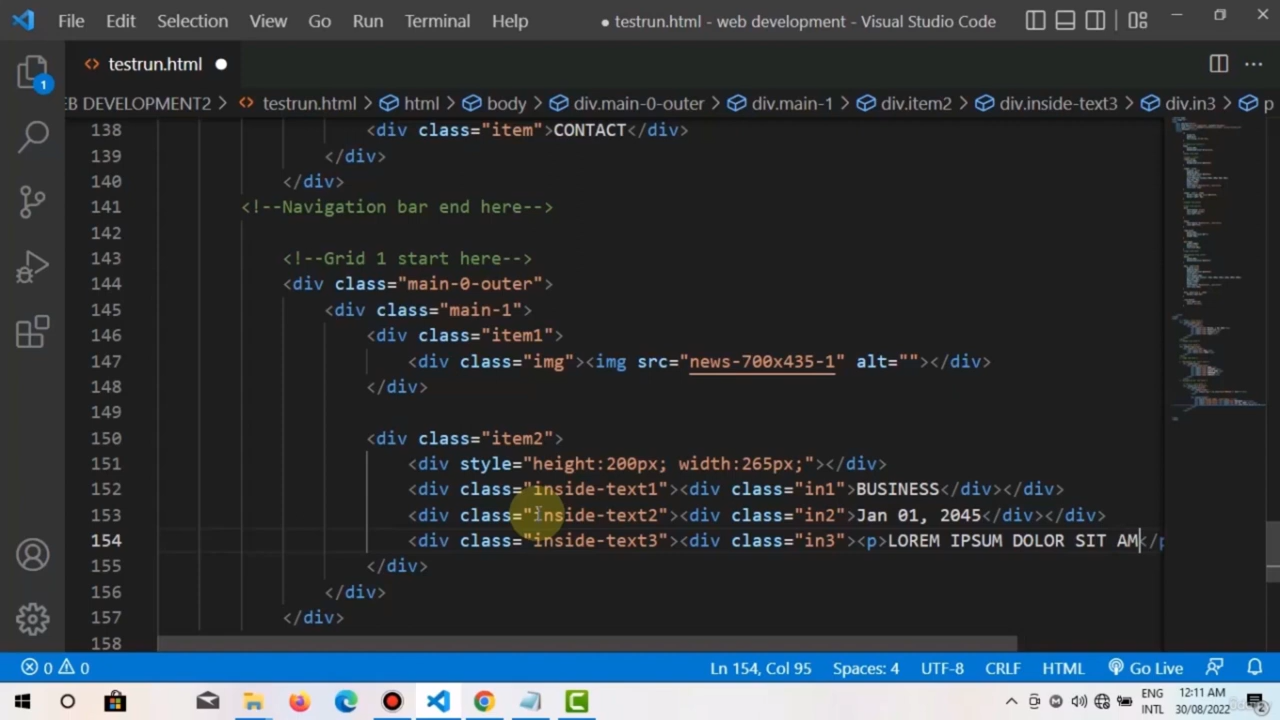 File Edit Selection View Go Run Terminal Help ● testrun.html - web development - Visual Studio Code
testrun.html
1
EB DEVELOPMENT2 > testrun.html > html > body > div.main-0-outer > div.main-1 > div.item2 > div.inside-text3 > div.in3 > p
138 <div class="item">CONTACT</div>
139 </div>
140 </div>
141 <!--Navigation bar end here-->
142
143 <!--Grid 1 start here-->
144 <div class="main-0-outer">
145 <div class="main-1">
146 <div class="item1">
147 <div class="img"><img src="news-700x435-1" alt=""></div>
148 </div>
149
150 <div class="item2">
151 <div style="height:200px; width:265px;"></div>
152 <div class="inside-text1"><div class="in1">BUSINESS</div></div>
153 <div class="inside-text2"><div class="in2">Jan 01, 2045</div></div>
154 <div class="inside-text3"><div class="in3"><p>LOREM IPSUM DOLOR SIT AM</p
155 </div>
156 </div>
157 </div>
158
0 0 Ln 154, Col 95 Spaces: 4 UTF-8 CRLF HTML Go Live
ENG 12:11 AM
INTL 30/08/2022 2